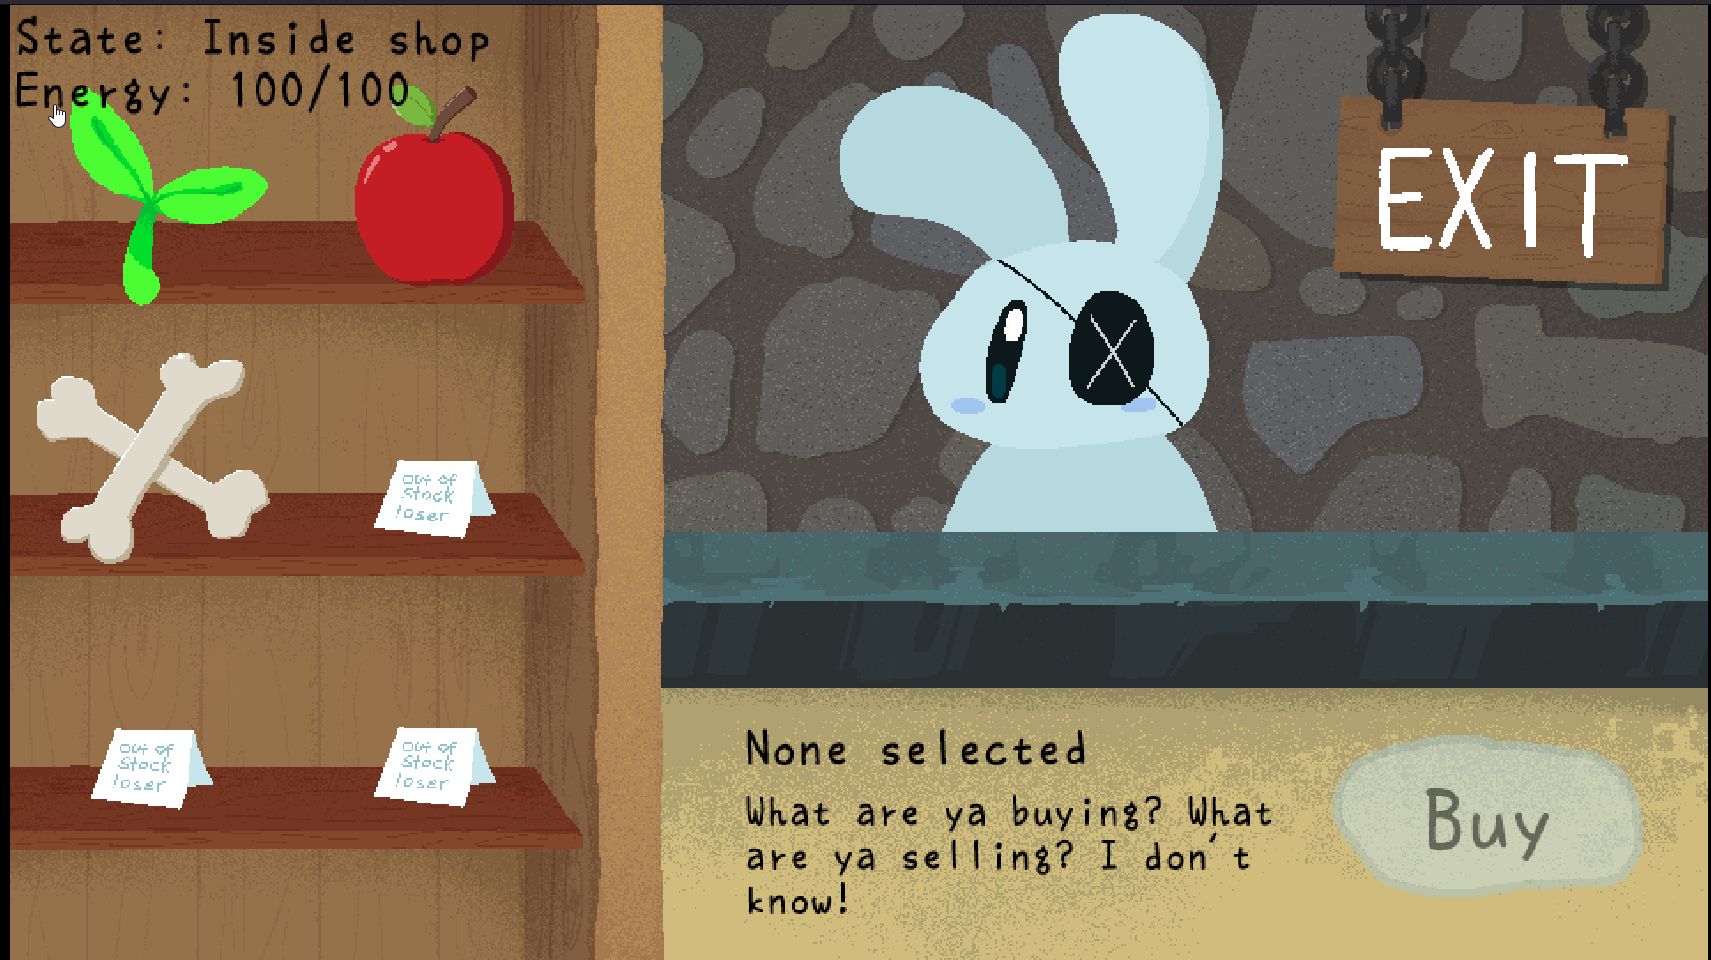 State: Inside shop
Energy: 100/100
EXIT
out of
stock
loser
out of
stock
loser
out of
stock
loser
None selected
What are ya buying? What
are ya selling? I don't
know!
Buy